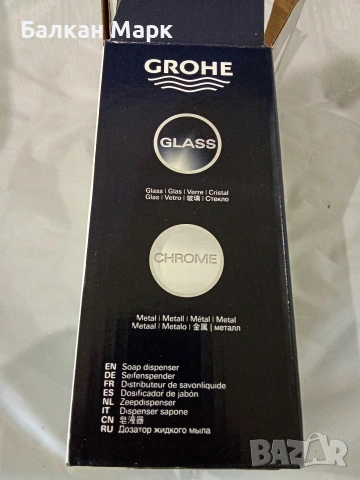 Балкан Марк
GROHE
GLASS
Glass | Glas | Verre | Cristal
Glas | Vetro | 玻璃 | Стекло
CHROME
Metal | Metall | Métal | Metal
Metaal | Metalo | 金属 | металл
EN Soap dispenser
DE Seifenspender
FR Distributeur de savonliquide
ES Dosificador de jabón
NL Zeepdispenser
IT Dispenser sapone
CN 皂液器
RU Дозатор жидкого мыла
BAZAR